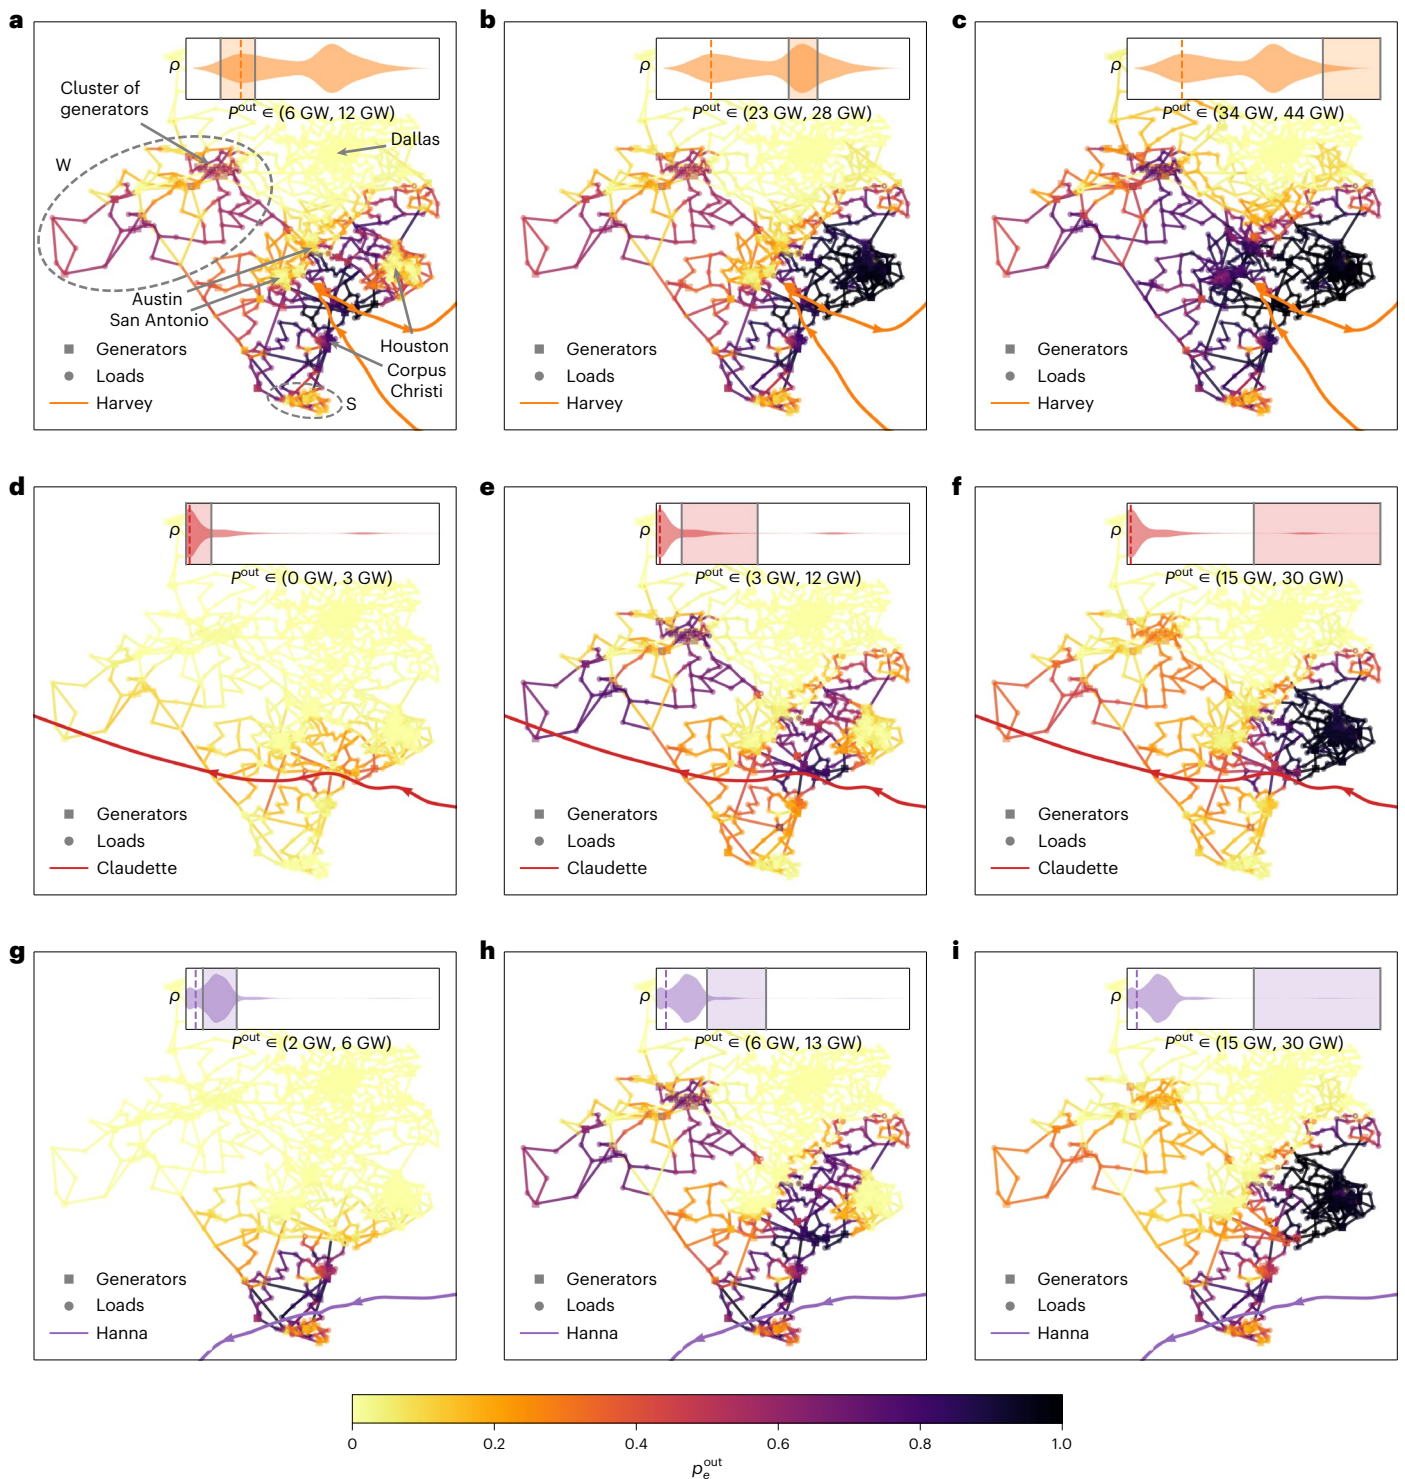 a
ρ
P^out ∈ (6 GW, 12 GW)
Cluster of
generators
Dallas
W
Austin
San Antonio
Houston
Corpus
Christi
S
Generators
Loads
Harvey
b
ρ
P^out ∈ (23 GW, 28 GW)
Generators
Loads
Harvey
c
ρ
P^out ∈ (34 GW, 44 GW)
Generators
Loads
Harvey
d
ρ
P^out ∈ (0 GW, 3 GW)
Generators
Loads
Claudette
e
ρ
P^out ∈ (3 GW, 12 GW)
Generators
Loads
Claudette
f
ρ
P^out ∈ (15 GW, 30 GW)
Generators
Loads
Claudette
g
ρ
P^out ∈ (2 GW, 6 GW)
Generators
Loads
Hanna
h
ρ
P^out ∈ (6 GW, 13 GW)
Generators
Loads
Hanna
i
ρ
P^out ∈ (15 GW, 30 GW)
Generators
Loads
Hanna
0 0.2 0.4 0.6 0.8 1.0
p_e^out